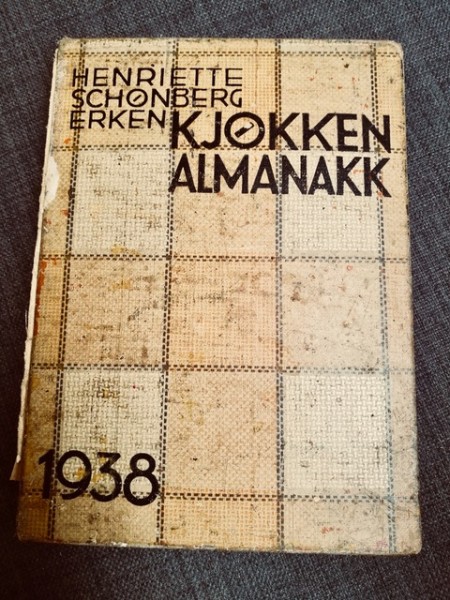 HENRIETTE
SCHØNBERG
ERKEN
KJØKKEN
ALMANAKK
1938